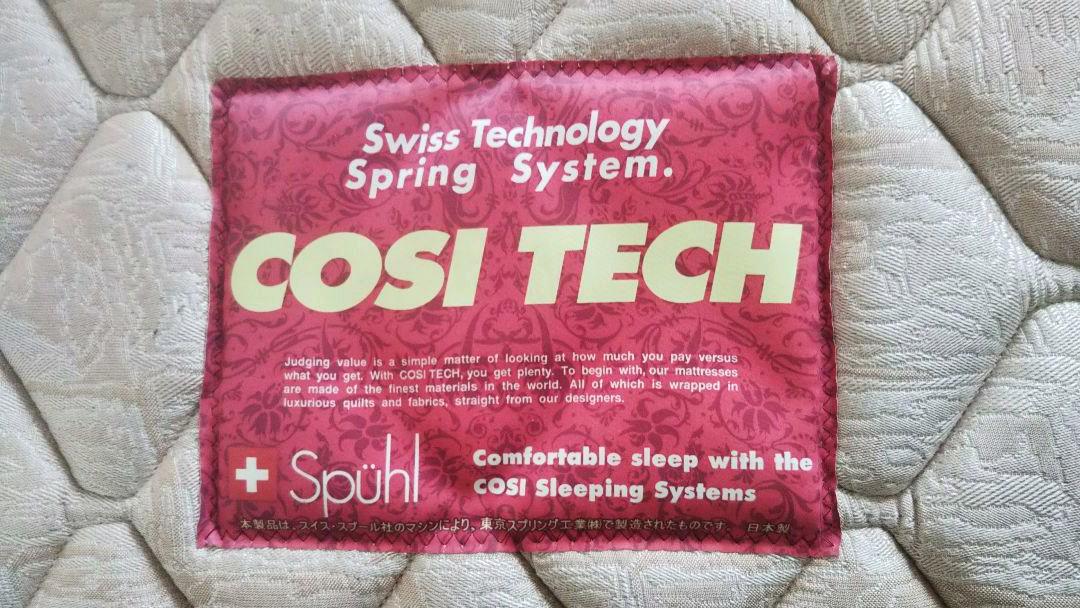 Swiss Technology
Spring System.
COSI TECH
Judging value is a simple matter of looking at how much you pay versus
what you get. With COSI TECH, you get plenty. To begin with, our mattresses
are made of the finest materials in the world. All of which is wrapped in
luxurious quilts and fabrics, straight from our designers.
Spühl
Comfortable sleep with the
COSI Sleeping Systems
本製品は、スイス・スプール社のマシンにより、東京スプリング工業㈱で製造されたものです。 日本製